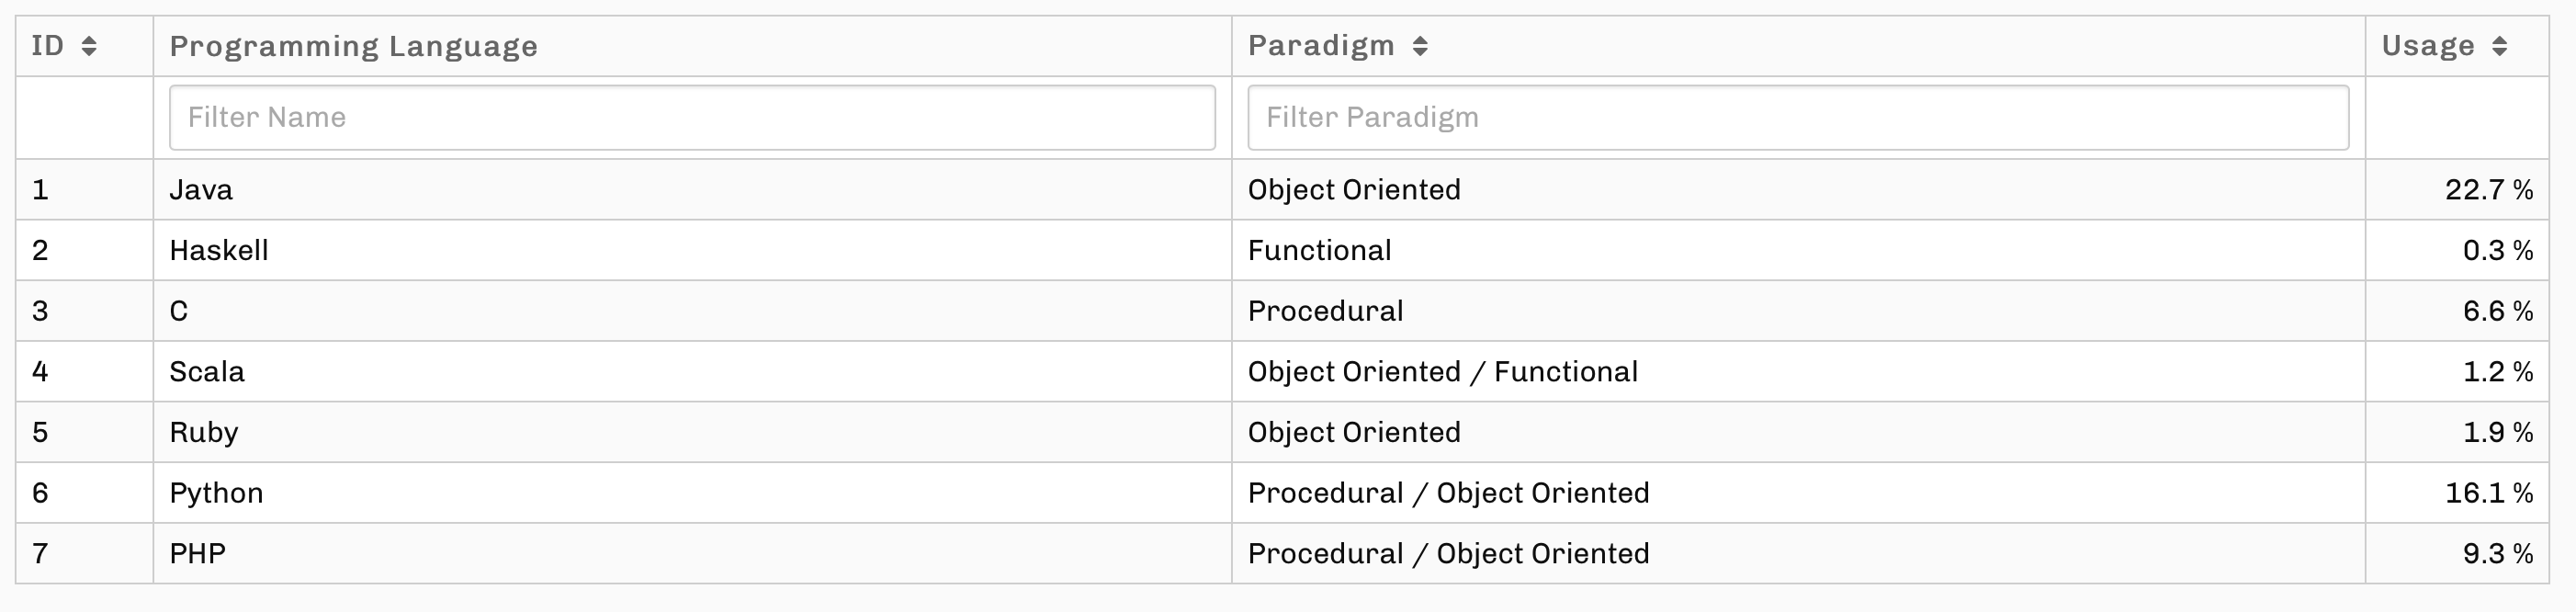 ID Programming Language Paradigm Usage
Filter Name Filter Paradigm
1 Java Object Oriented 22.7 %
2 Haskell Functional 0.3 %
3 C Procedural 6.6 %
4 Scala Object Oriented / Functional 1.2 %
5 Ruby Object Oriented 1.9 %
6 Python Procedural / Object Oriented 16.1 %
7 PHP Procedural / Object Oriented 9.3 %